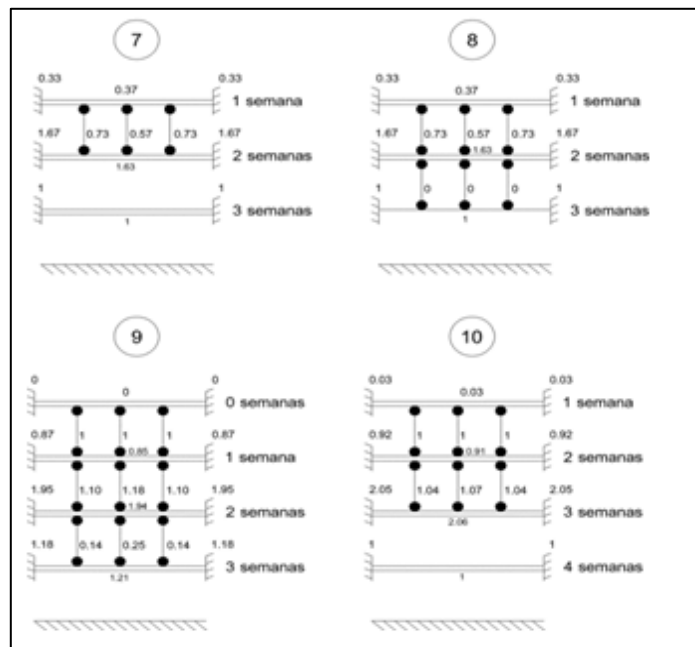 7
0.33 0.37 0.33
1 semana
1.67 0.73 0.57 0.73 1.67
2 semanas
1.63
1 1
3 semanas
1
8
0.33 0.37 0.33
1 semana
1.67 0.73 0.57 0.73 1.67
1.63 2 semanas
1 0 0 0 1
3 semanas
1
9
0 0 0
0 semanas
0.87 1 1 1 0.87
0.85 1 semana
1.95 1.10 1.18 1.10 1.95
1.94 2 semanas
1.18 0.14 0.25 0.14 1.18
3 semanas
1.21
10
0.03 0.03 0.03
1 semana
0.92 1 1 1 0.92
0.91 2 semanas
2.05 1.04 1.07 1.04 2.05
3 semanas
2.06
1 1
4 semanas
1